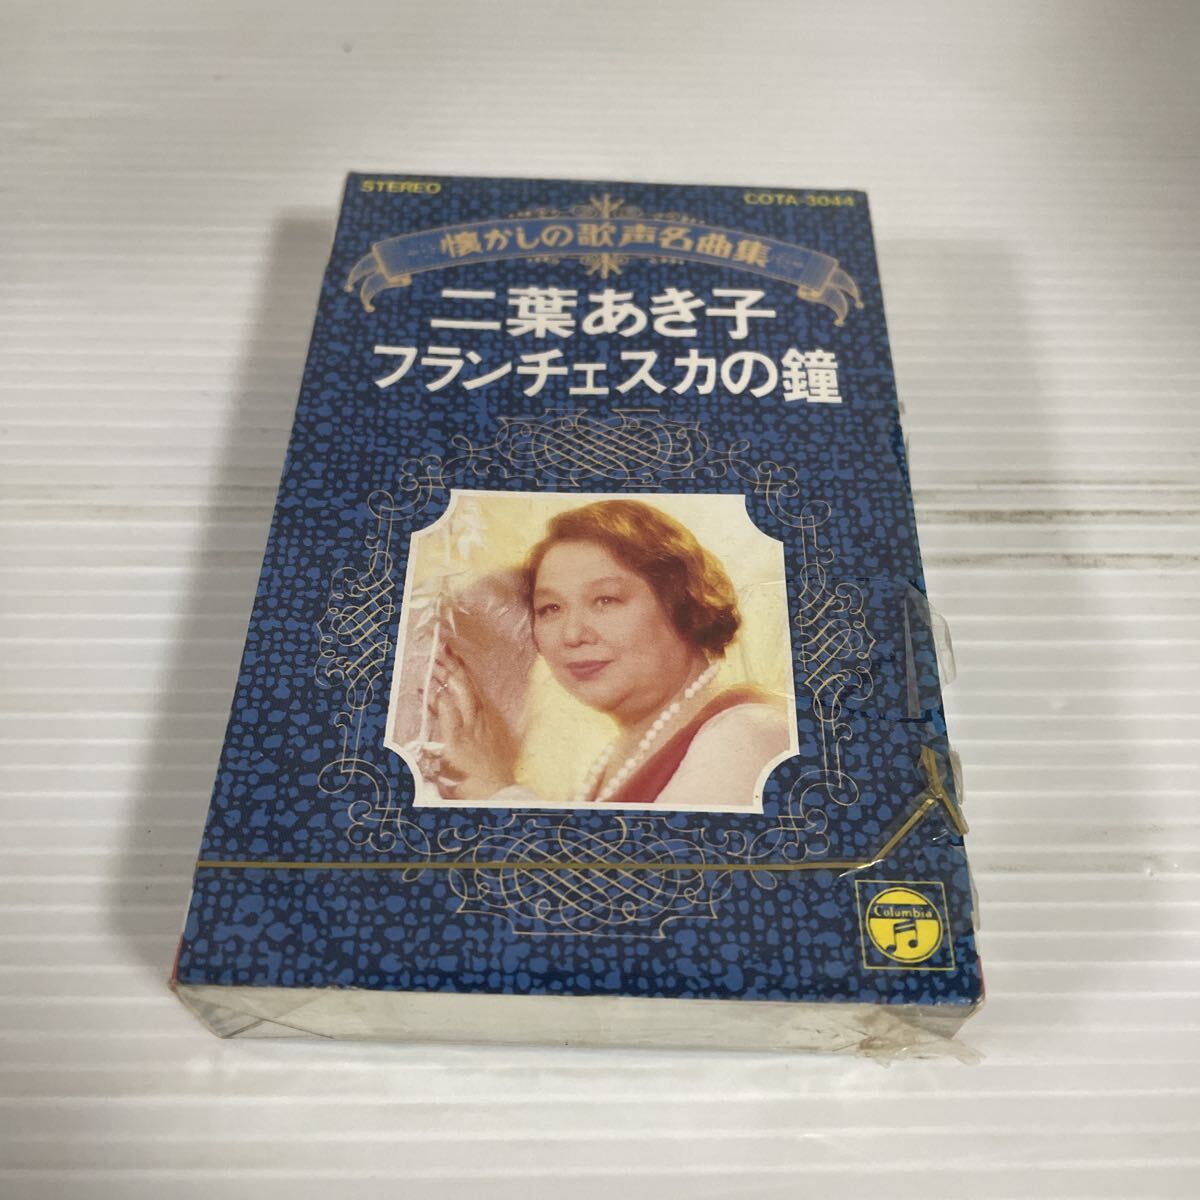 STEREO
COTA-3044
懐かしの歌声名曲集
二葉あき子
フランチェスカの鐘
Columbia